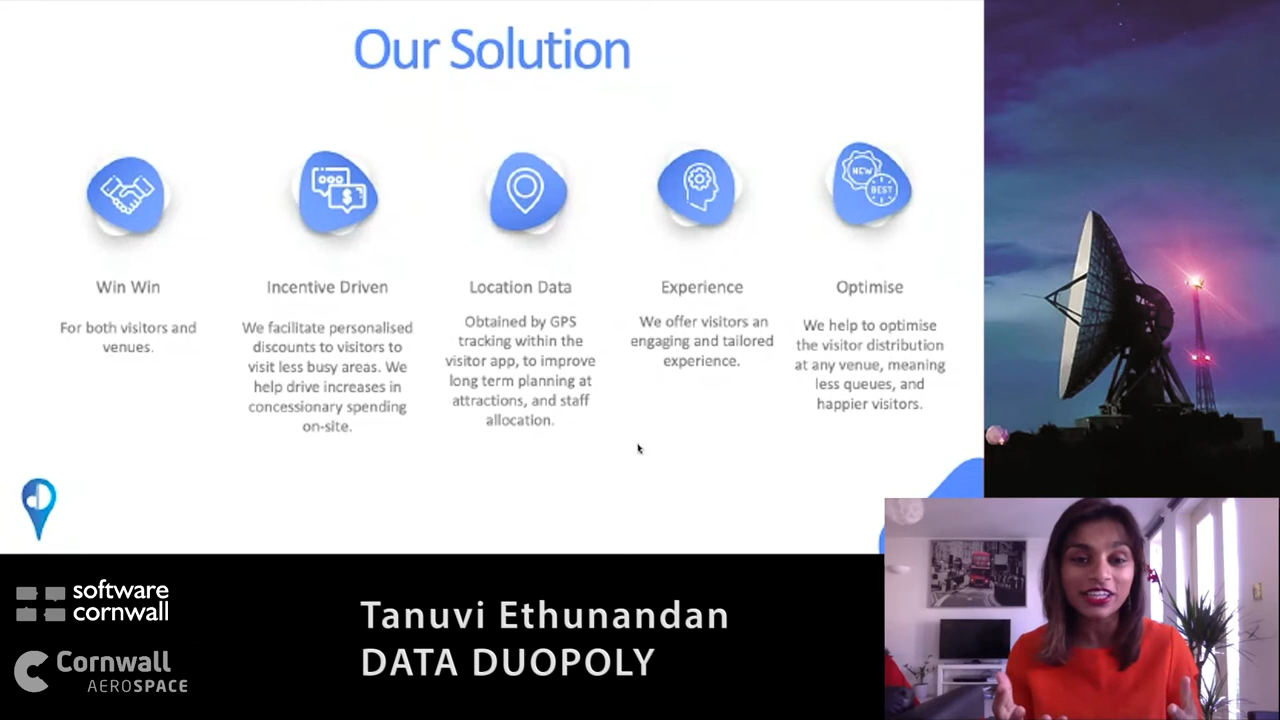 Our Solution
NEW
BEST
$
Win Win
For both visitors and
venues.
Incentive Driven
We facilitate personalised
discounts to visitors to
visit less busy areas. We
help drive increases in
concessionary spending
on-site.
Location Data
Obtained by GPS
tracking within the
visitor app, to improve
long term planning at
attractions, and staff
allocation.
Experience
We offer visitors an
engaging and tailored
experience.
Optimise
We help to optimise
the visitor distribution
at any venue, meaning
less queues, and
happier visitors.
software
cornwall
Cornwall
AEROSPACE
Tanuvi Ethunandan
DATA DUOPOLY